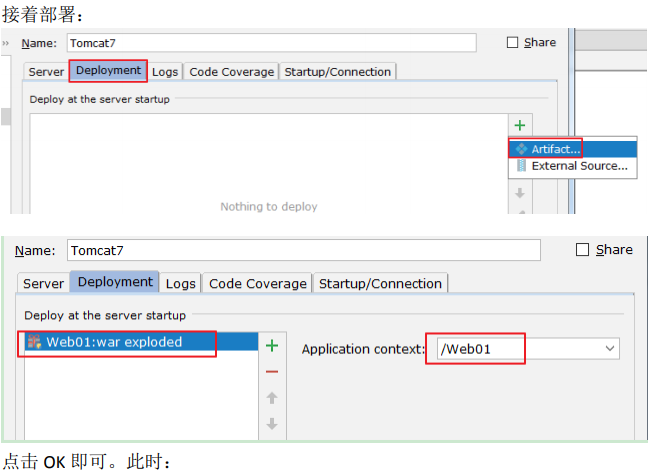 接着部署：
Name: Tomcat7 Share
Server Deployment Logs Code Coverage Startup/Connection
Deploy at the server startup
Artifact...
External Source...
Nothing to deploy
Name: Tomcat7 Share
Server Deployment Logs Code Coverage Startup/Connection
Deploy at the server startup
Web01:war exploded
Application context: /Web01
点击 OK 即可。此时：